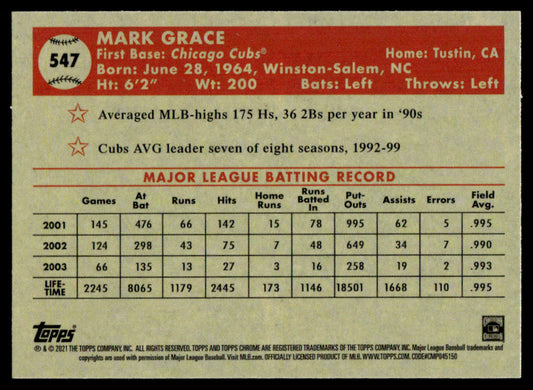 547
MARK GRACE
First Base: Chicago Cubs® Home: Tustin, CA
Born: June 28, 1964, Winston-Salem, NC
Ht: 6'2" Wt: 200 Bats: Left Throws: Left
Averaged MLB-highs 175 Hs, 36 2Bs per year in '90s
Cubs AVG leader seven of eight seasons, 1992-99
MAJOR LEAGUE BATTING RECORD
Games At Bat Runs Hits Home Runs Runs Batted In Put-Outs Assists Errors Field Avg.
2001 145 476 66 142 15 78 995 62 5 .995
2002 124 298 43 75 7 48 649 34 7 .990
2003 66 135 13 27 3 16 258 19 2 .993
LIFE-TIME 2245 8065 1179 2445 173 1146 18501 1668 110 .995
Topps
® & © 2021 THE TOPPS COMPANY, INC. ALL RIGHTS RESERVED. TOPPS AND TOPPS CHROME ARE REGISTERED TRADEMARKS OF THE TOPPS COMPANY, INC. Major League Baseball trademarks and
copyrights are used with permission of Major League Baseball. Visit MLB.com. OFFICIALLY LICENSED PRODUCT OF MLB. WWW.TOPPS.COM. CODE#CMP045150